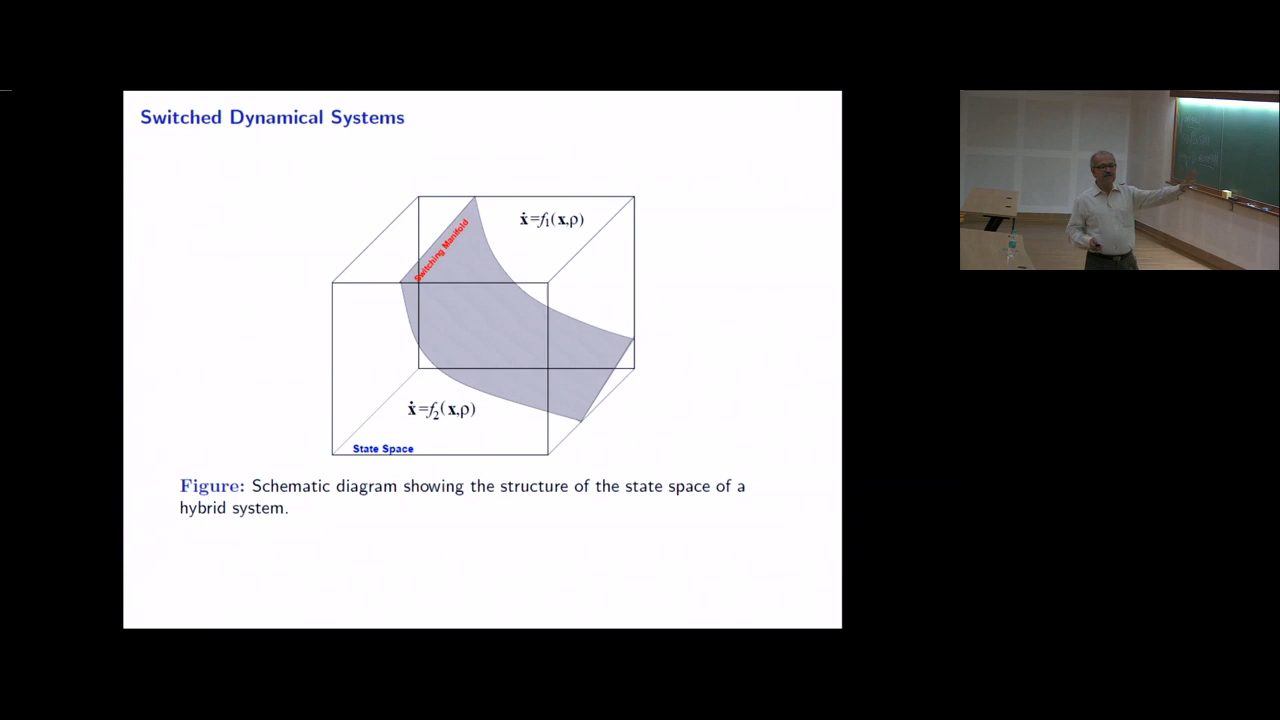 Switched Dynamical Systems
ẋ=f₁(x,ρ)
Switching Manifold
ẋ=f₂(x,ρ)
State Space
Figure: Schematic diagram showing the structure of the state space of a
hybrid system.